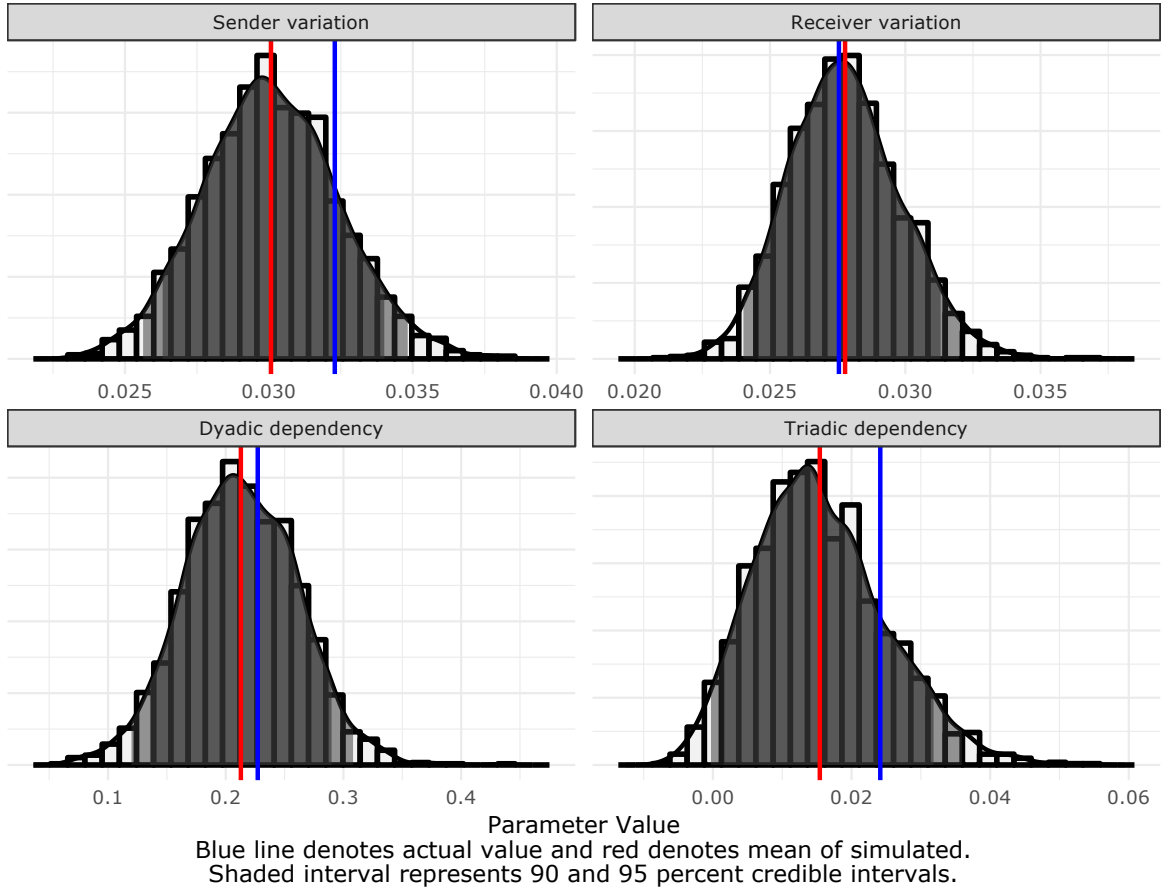 Sender variation
Receiver variation
0.025 0.030 0.035 0.040
0.020 0.025 0.030 0.035
Dyadic dependency
Triadic dependency
0.1 0.2 0.3 0.4
0.00 0.02 0.04 0.06
Parameter Value
Blue line denotes actual value and red denotes mean of simulated.
Shaded interval represents 90 and 95 percent credible intervals.